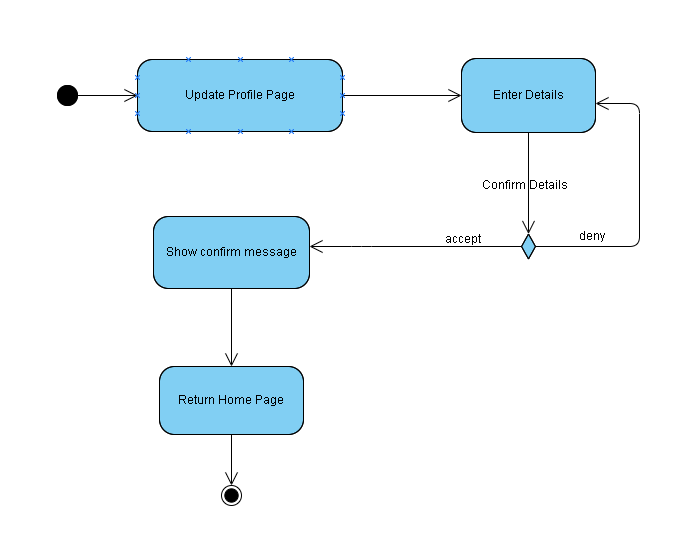 Update Profile Page
Enter Details
Confirm Details
accept
deny
Show confirm message
Return Home Page